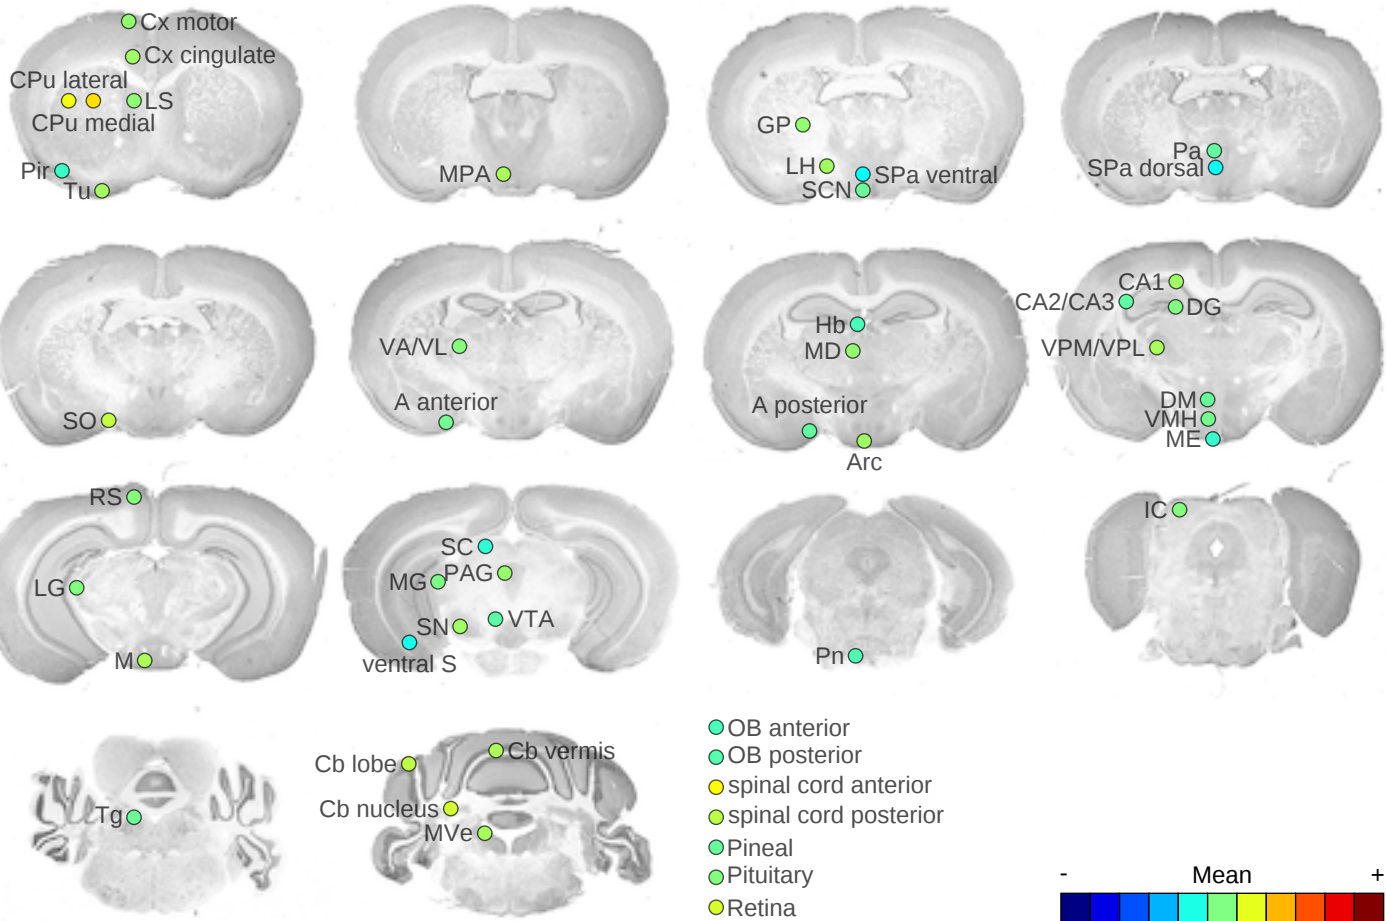 Cx motor
Cx cingulate
CPu lateral
LS
CPu medial
Pir
Tu
MPA
GP
LH
SPa ventral
SCN
Pa
SPa dorsal
SO
VA/VL
A anterior
Hb
MD
A posterior
Arc
CA1
CA2/CA3
DG
VPM/VPL
DM
VMH
ME
RS
LG
M
SC
PAG
MG
SN
VTA
ventral S
Pn
IC
Tg
Cb lobe
Cb vermis
Cb nucleus
MVe
OB anterior
OB posterior
spinal cord anterior
spinal cord posterior
Pineal
Pituitary
Retina
- Mean +